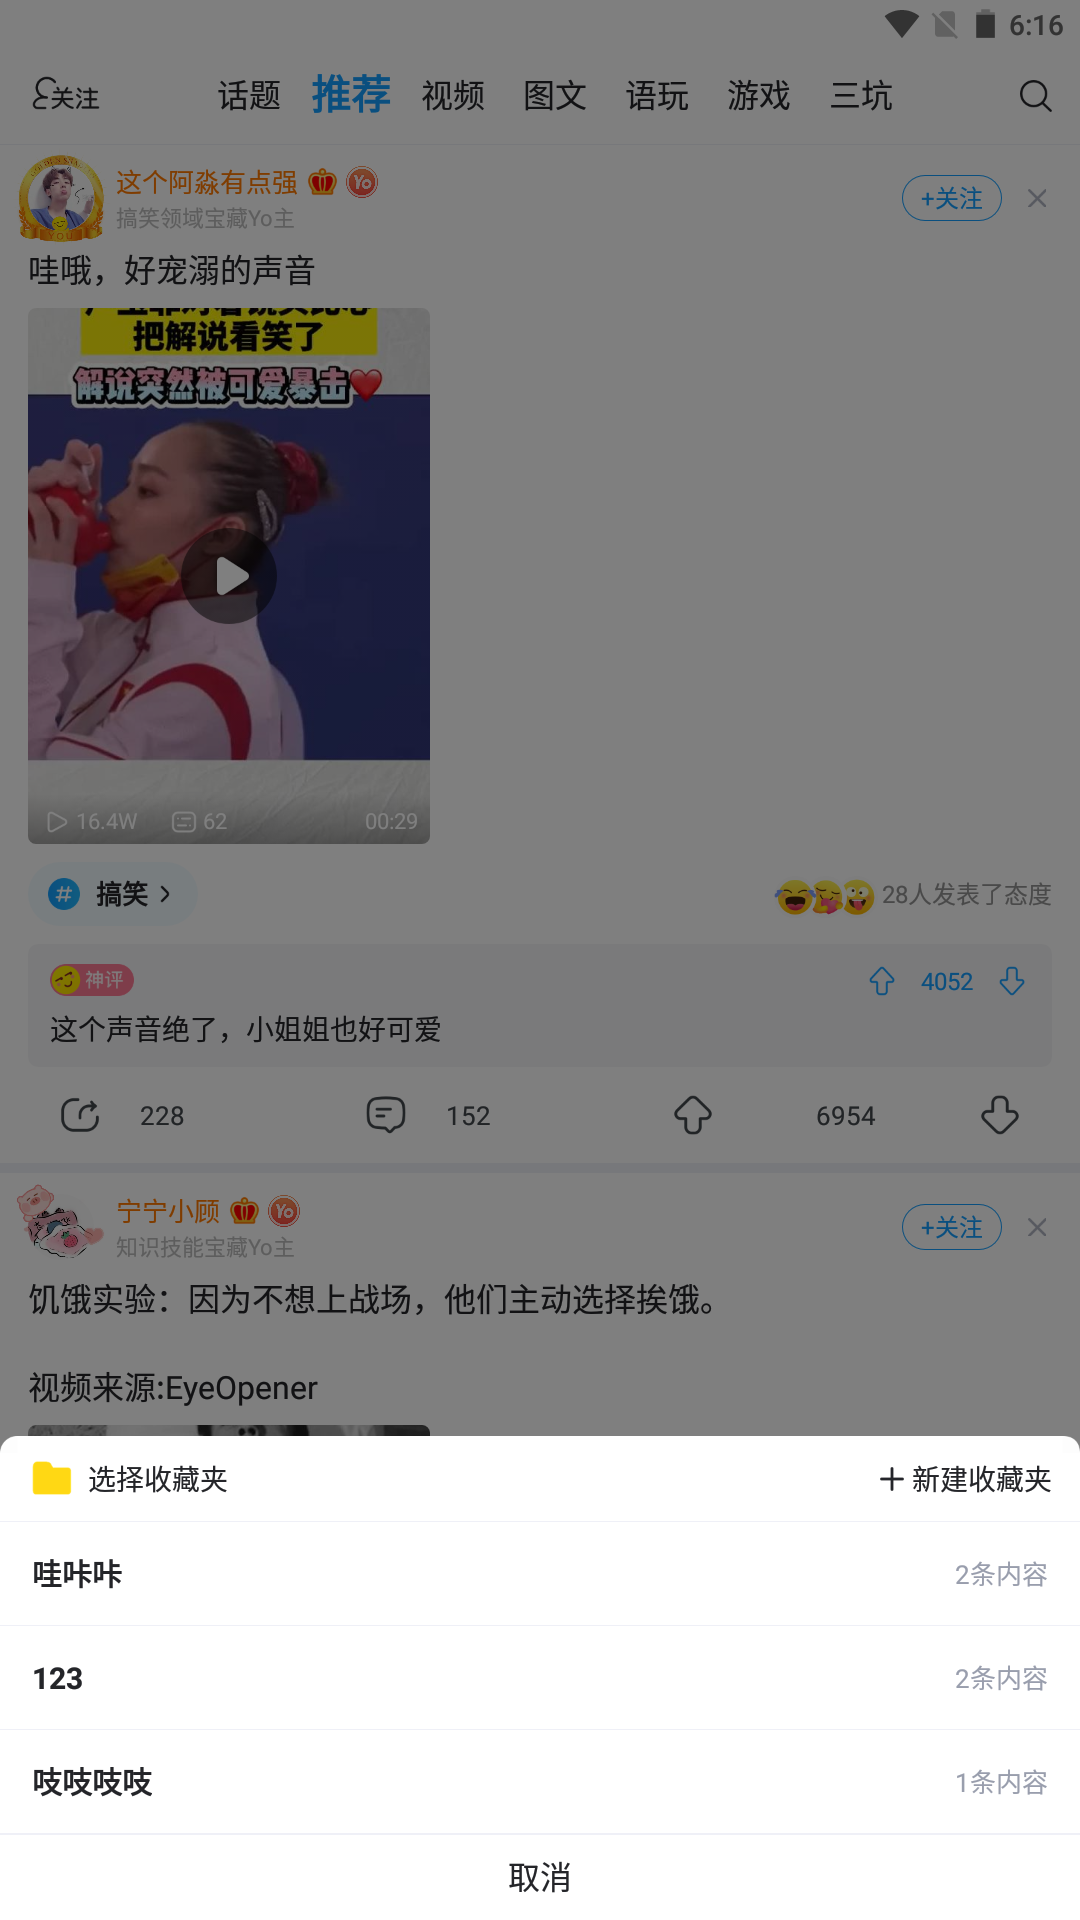 6:16
关注 话题 推荐 视频 图文 语玩 游戏 三坑
这个阿淼有点强 Yo
搞笑领域宝藏Yo主
+关注
哇哦，好宠溺的声音
把解说看笑了
解说突然被可爱暴击
16.4W 62 00:29
# 搞笑
28人发表了态度
神评
4052
这个声音绝了，小姐姐也好可爱
228 152 6954
宁宁小顾 Yo
知识技能宝藏Yo主
+关注
饥饿实验：因为不想上战场，他们主动选择挨饿。
视频来源:EyeOpener
选择收藏夹 新建收藏夹
哇咔咔 2条内容
123 2条内容
吱吱吱吱 1条内容
取消